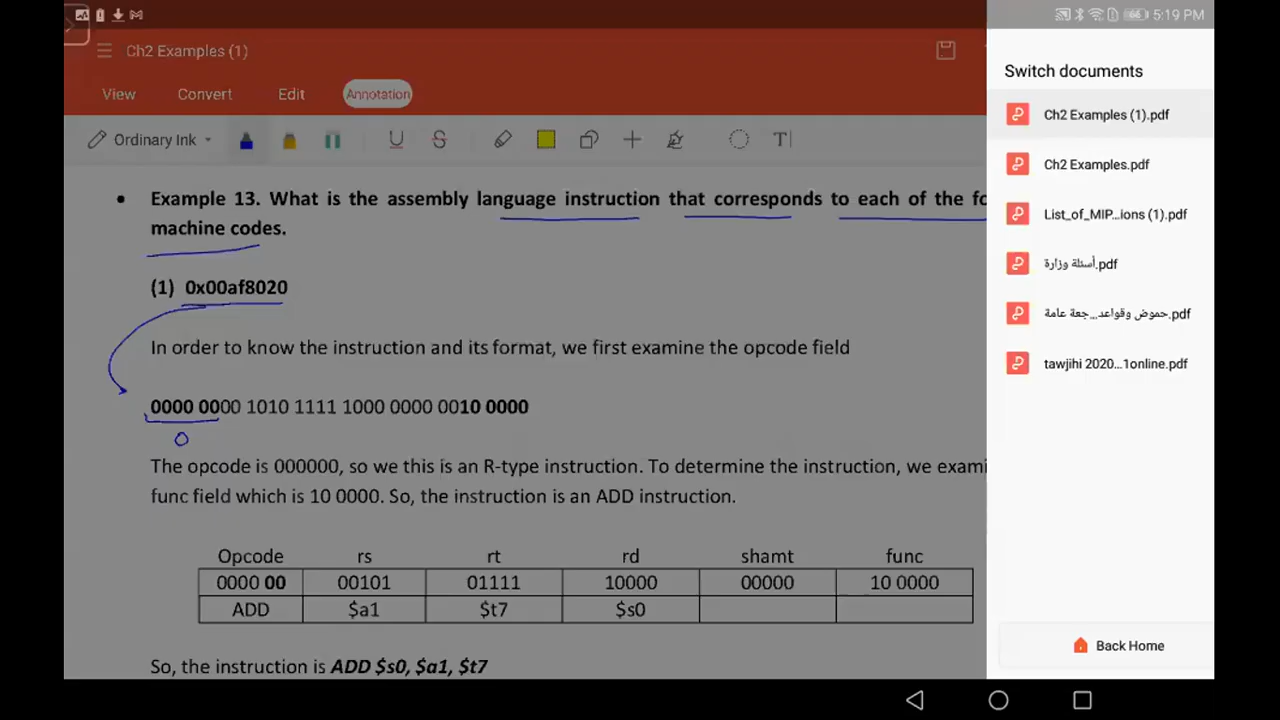 5:19 PM
Ch2 Examples (1)
View Convert Edit Annotation
Ordinary Ink
• Example 13. What is the assembly language instruction that corresponds to each of the fo
machine codes.
(1) 0x00af8020
In order to know the instruction and its format, we first examine the opcode field
0000 0000 1010 1111 1000 0000 0010 0000
0
The opcode is 000000, so we this is an R-type instruction. To determine the instruction, we exami
func field which is 10 0000. So, the instruction is an ADD instruction.
Opcode rs rt rd shamt func
0000 00 00101 01111 10000 00000 10 0000
ADD $a1 $t7 $s0
So, the instruction is ADD $s0, $a1, $t7
Switch documents
Ch2 Examples (1).pdf
Ch2 Examples.pdf
List_of_MIP...ions (1).pdf
أسئلة وزارة.pdf
حموض وقواعد...جعة عامة.pdf
tawjihi 2020...1online.pdf
Back Home